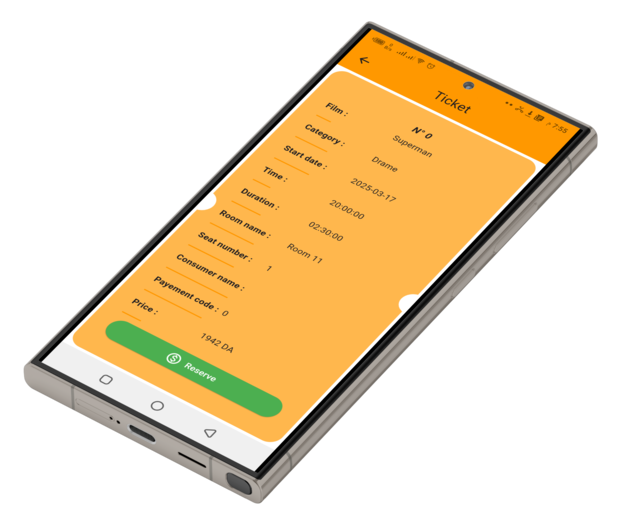 7:55
Ticket
N° 0
Film : Superman
Category : Drame
Start date : 2025-03-17
Time : 20:00:00
Duration : 02:30:00
Room name : Room 11
Seat number : 1
Consumer name :
Payement code : 0
Price : 1942 DA
Reserve